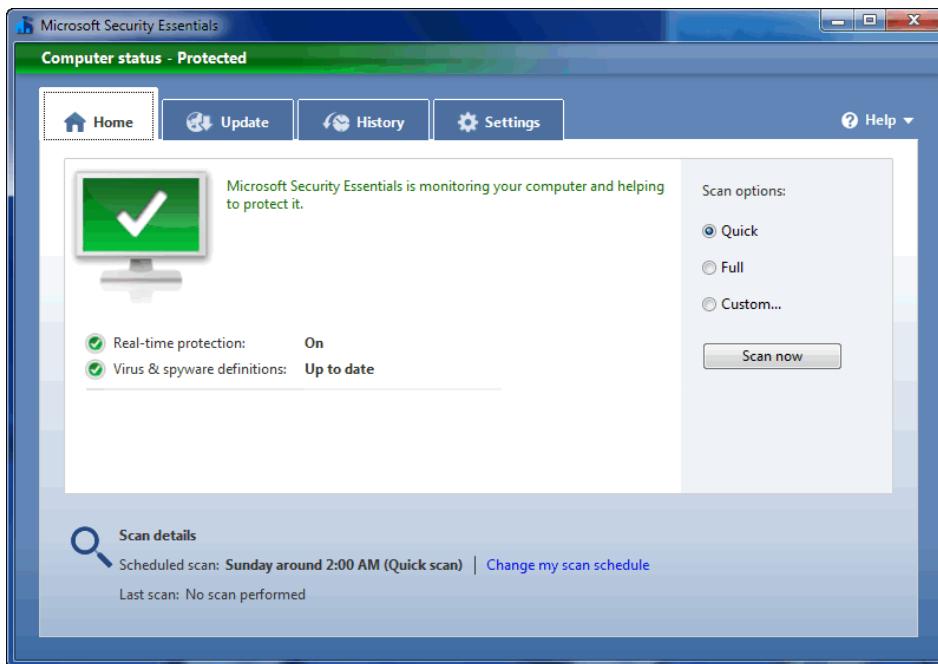 Microsoft Security Essentials
Computer status - Protected
Home
Update
History
Settings
Help
Microsoft Security Essentials is monitoring your computer and helping
to protect it.
Real-time protection: On
Virus & spyware definitions: Up to date
Scan options:
Quick
Full
Custom...
Scan now
Scan details
Scheduled scan: Sunday around 2:00 AM (Quick scan) | Change my scan schedule
Last scan: No scan performed